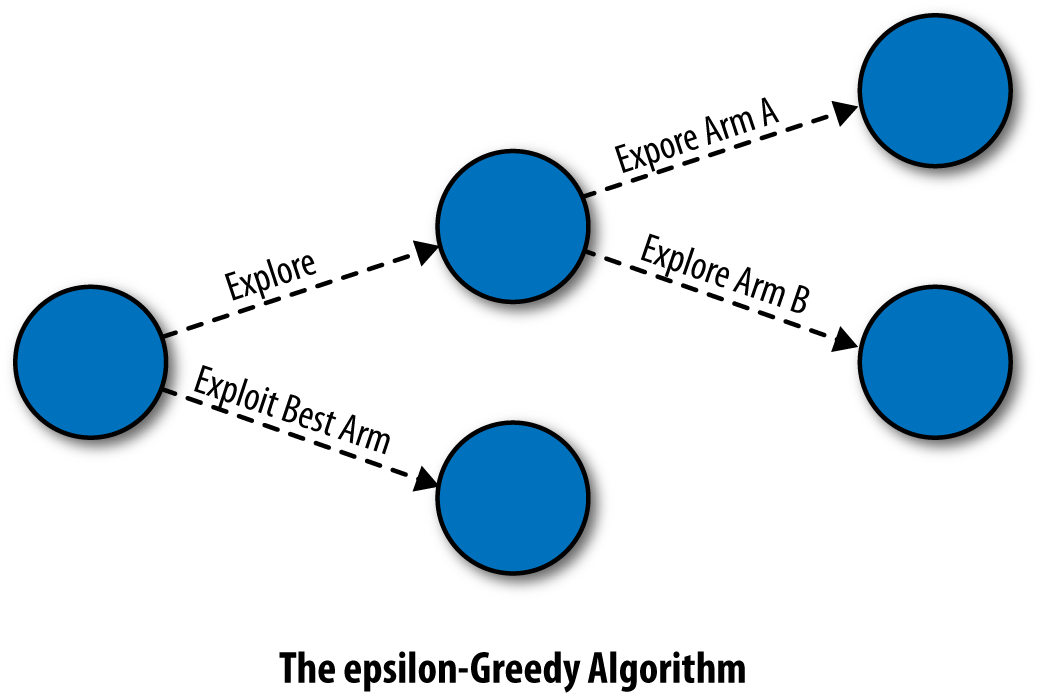 Expore Arm A
Explore
Explore Arm B
Exploit Best Arm
The epsilon-Greedy Algorithm